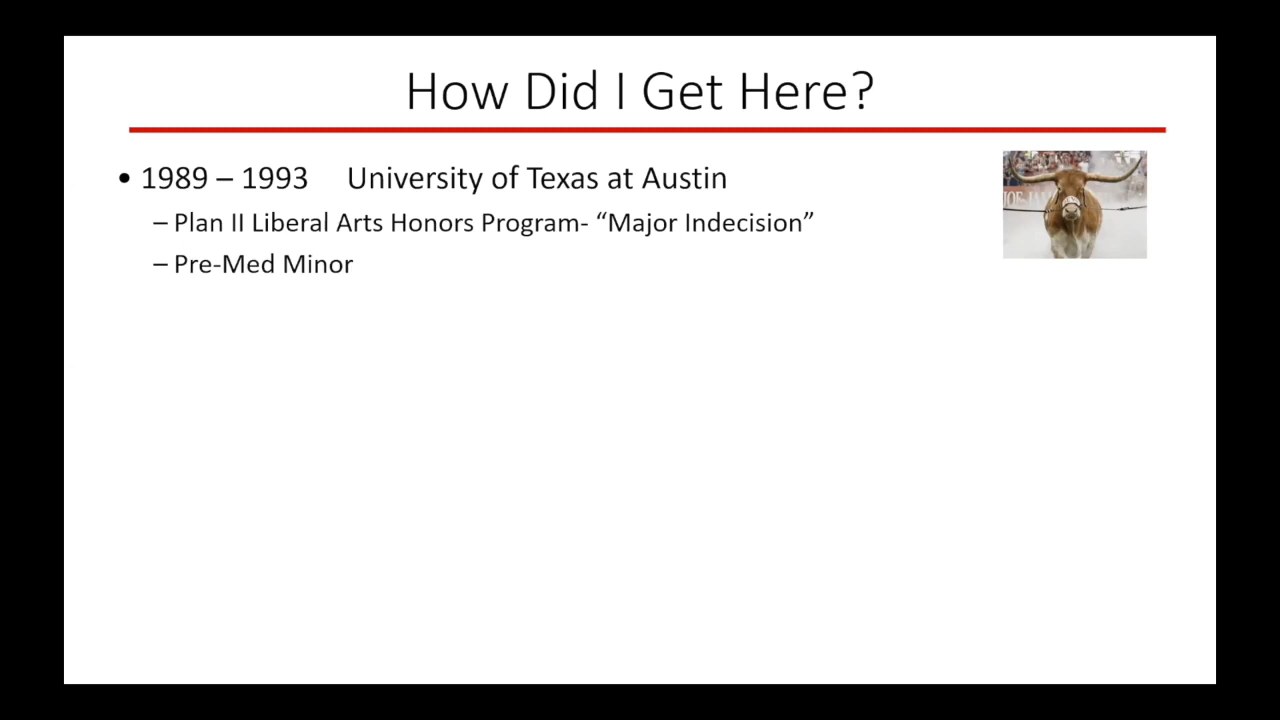 How Did I Get Here?
• 1989 – 1993 University of Texas at Austin
– Plan II Liberal Arts Honors Program- “Major Indecision”
– Pre-Med Minor